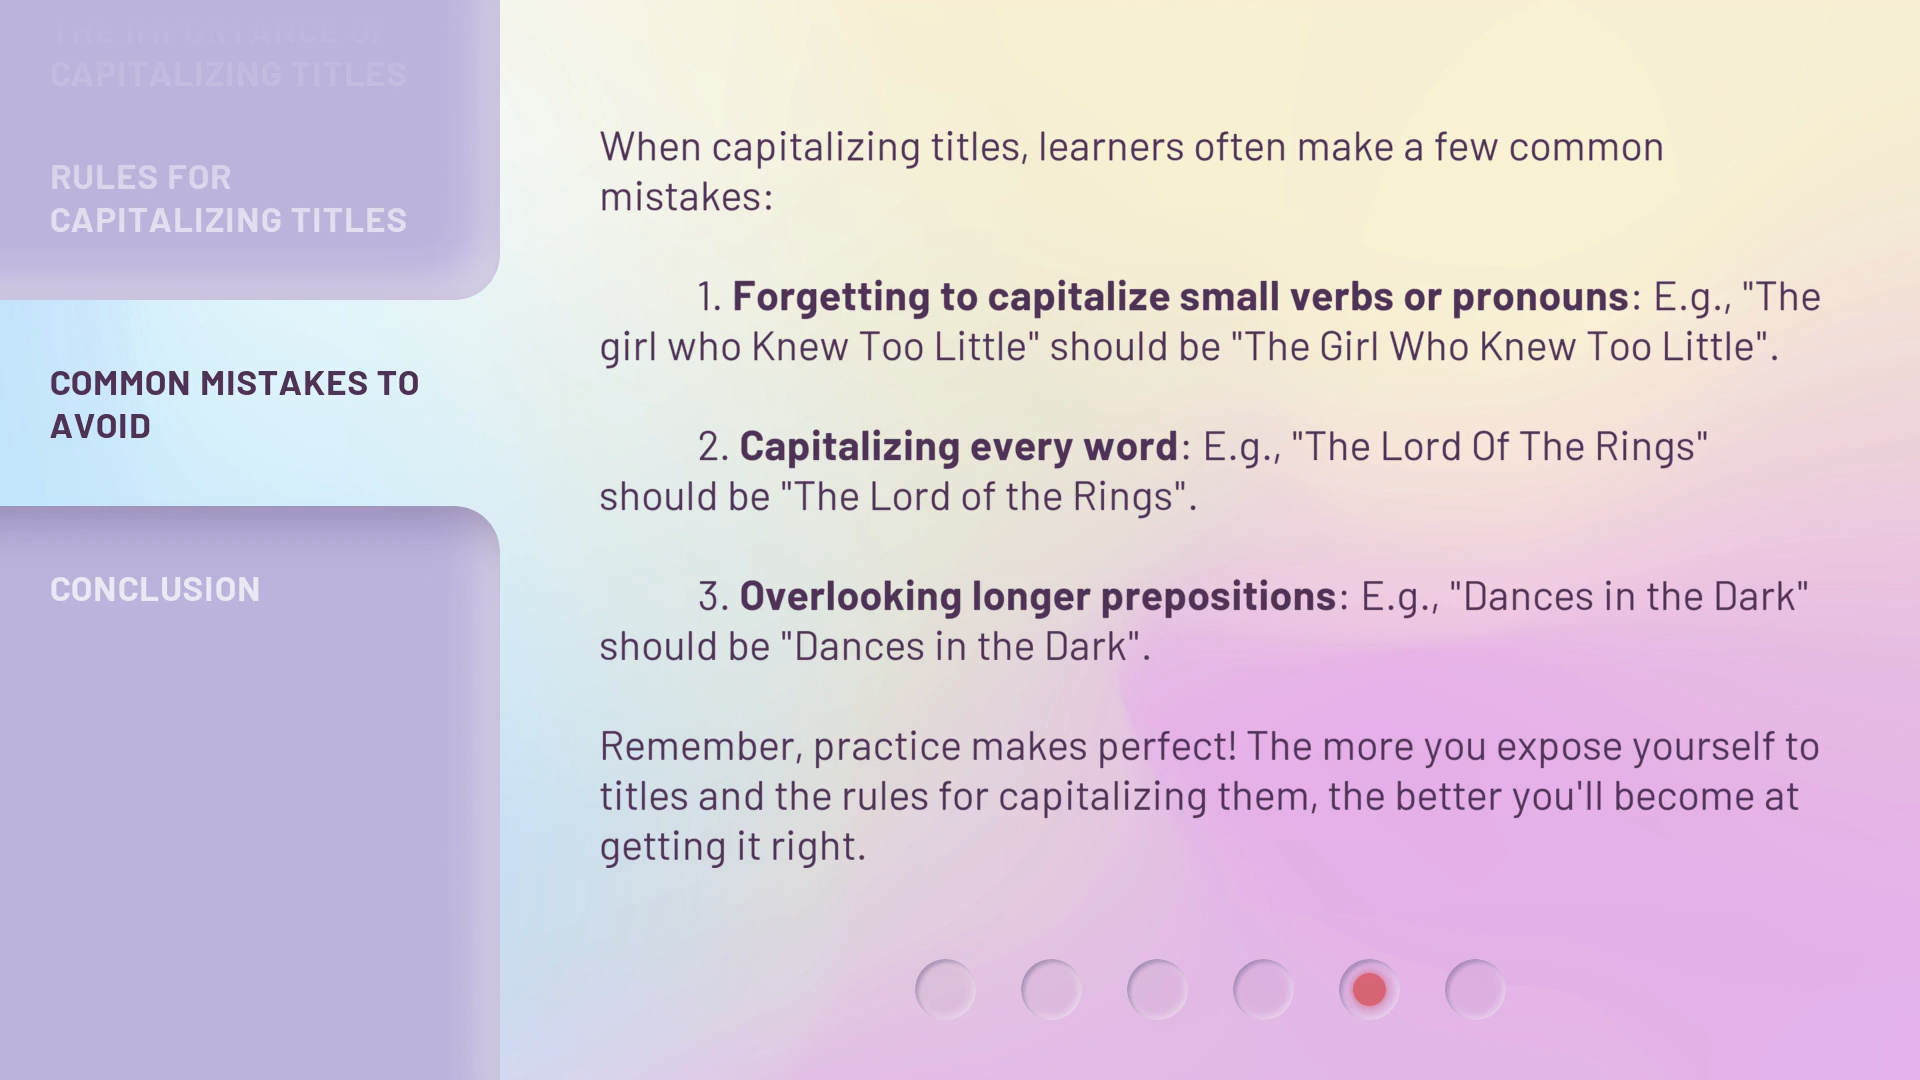 THE IMPORTANCE OF
CAPITALIZING TITLES
RULES FOR
CAPITALIZING TITLES
COMMON MISTAKES TO
AVOID
CONCLUSION
When capitalizing titles, learners often make a few common
mistakes:
1. Forgetting to capitalize small verbs or pronouns: E.g., "The
girl who Knew Too Little" should be "The Girl Who Knew Too Little".
2. Capitalizing every word: E.g., "The Lord Of The Rings"
should be "The Lord of the Rings".
3. Overlooking longer prepositions: E.g., "Dances in the Dark"
should be "Dances in the Dark".
Remember, practice makes perfect! The more you expose yourself to
titles and the rules for capitalizing them, the better you'll become at
getting it right.